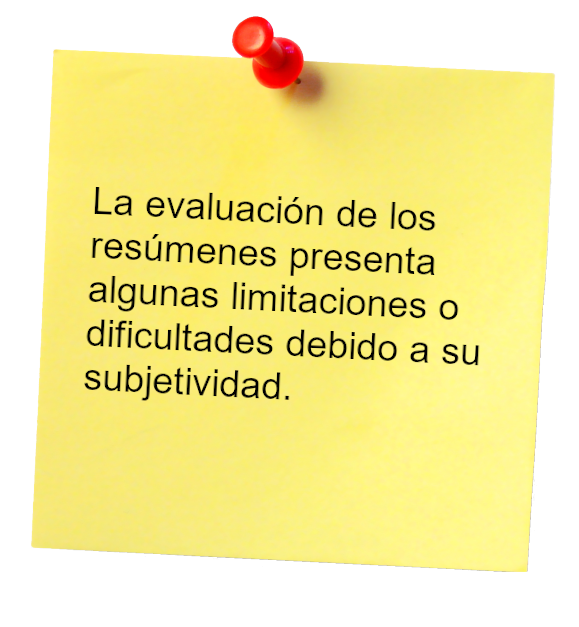 La evaluación de los
resúmenes presenta
algunas limitaciones o
dificultades debido a su
subjetividad.